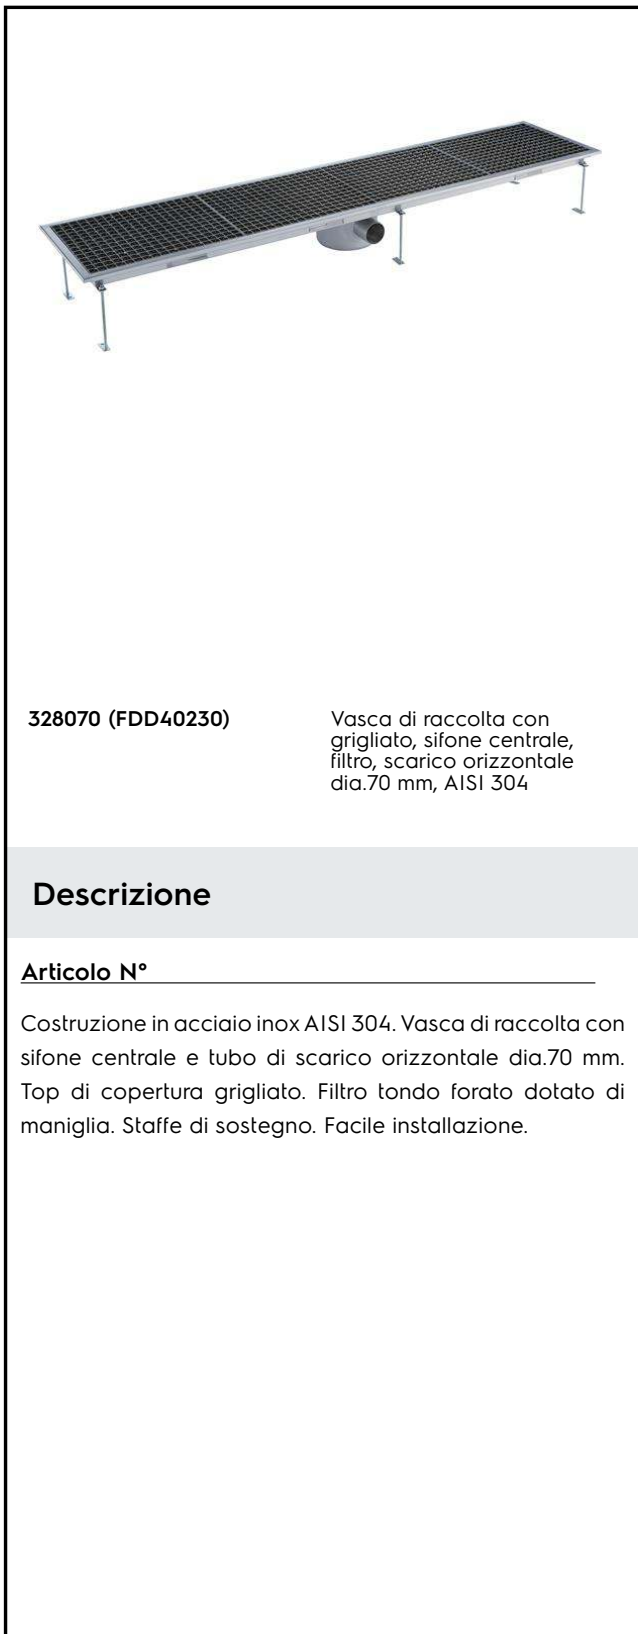 328070 (FDD40230)
Vasca di raccolta con
grigliato, sifone centrale,
filtro, scarico orizzontale
dia.70 mm, AISI 304
Descrizione
Articolo N°
Costruzione in acciaio inox AISI 304. Vasca di raccolta con
sifone centrale e tubo di scarico orizzontale dia.70 mm.
Top di copertura grigliato. Filtro tondo forato dotato di
maniglia. Staffe di sostegno. Facile installazione.